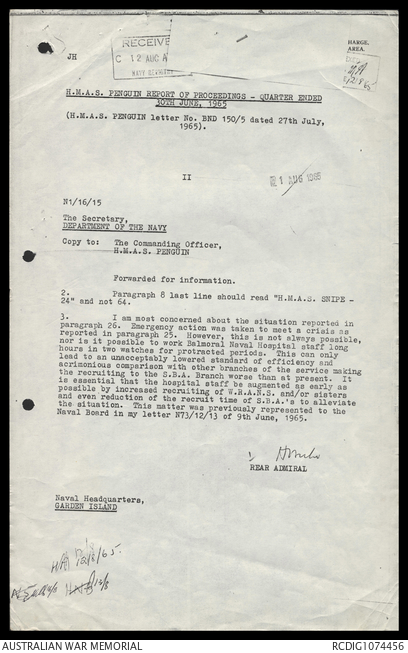 HARGE.
AREA.
JH
RECEIVE
12 AUG
NAVY
H.M.A.S. PENGUIN REPORT OF PROCEEDINGS - QUARTER ENDED
30TH JUNE, 1965
(H.M.A.S. PENGUIN letter No. BND 150/5 dated 27th July,
1965).
II
1 AUG 1965
N1/16/15
The Secretary,
DEPARTMENT OF THE NAVY
Copy to: The Commanding Officer,
H.M.A.S. PENGUIN
Forwarded for information.
2. Paragraph 8 last line should read "H.M.A.S. SNIPE -
24" and not 64.
3. I am most concerned about the situation reported in
paragraph 26. Emergency action was taken to meet a crisis as
reported in paragraph 25. However, this is not always possible,
nor is it possible to work Balmoral Naval Hospital staff long
hours in two watches for protracted periods. This can only
lead to an unacceptably lowered standard of efficiency and
acrimonious comparison with other branches of the service making
the recruiting to the S.B.A. Branch worse than at present. It
is essential that the hospital staff be augmented as early as
possible by increased recruiting of W.R.A.N.S. and/or sisters
and even reduction of the recruit time of S.B.A.'s to alleviate
the situation. This matter was previously represented to the
Naval Board in my letter N73/12/13 of 9th June, 1965.
REAR ADMIRAL
Naval Headquarters,
GARDEN ISLAND
12/8/65.
AUSTRALIAN WAR MEMORIAL
RCDIG1074456